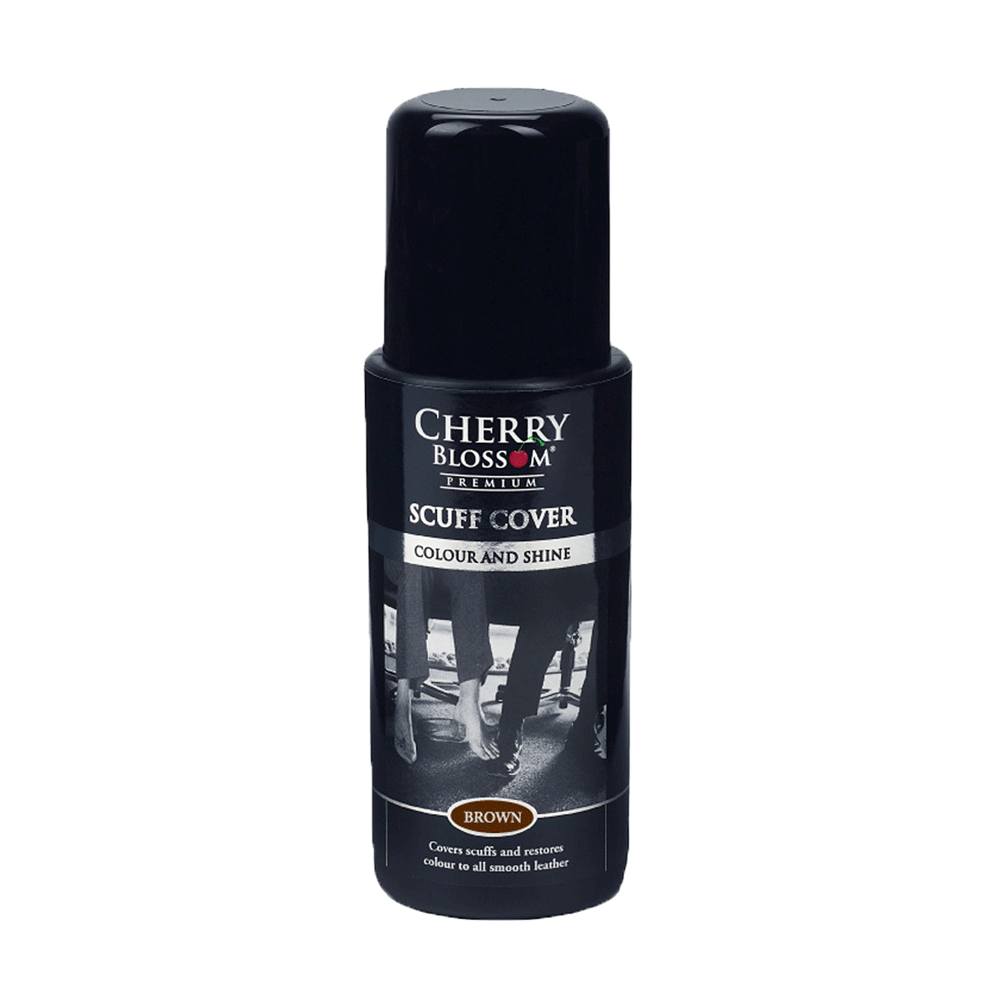 CHERRY
BLOSSOM®
PREMIUM
SCUFF COVER
COLOUR AND SHINE
BROWN
Covers scuffs and restores
colour to all smooth leather